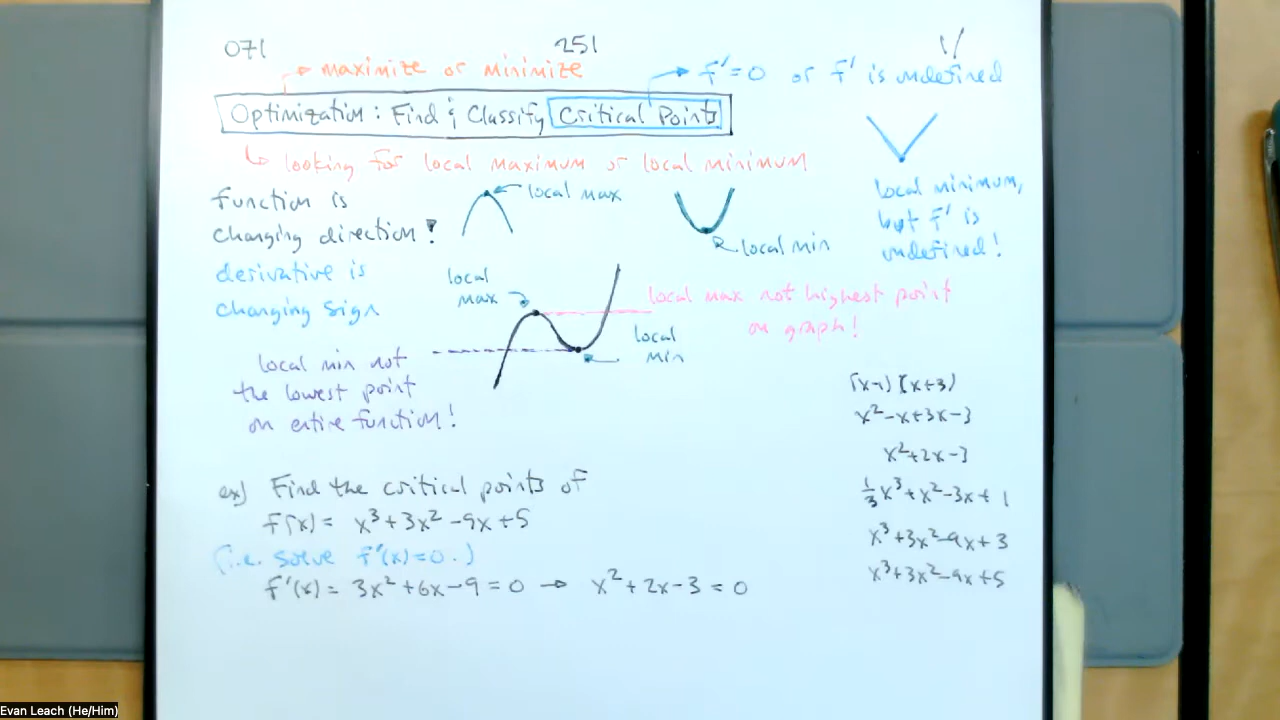 071
251
maximize or minimize
f' = 0 or f' is undefined
Optimization: Find & Classify Critical Points
looking for local maximum or local minimum
function is
changing direction!
local max
local min
local minimum,
but f' is
undefined!
derivative is
changing sign
local
max
local max not highest point
on graph!
local
min
local min not
the lowest point
on entire function!
(x-1)(x+3)
x²-x+3x-3
x²+2x-3
⅓x³+x²-3x+1
x³+3x²-9x+3
x³+3x²-9x+5
ex) Find the critical points of
f(x) = x³+3x²-9x+5
(i.e. solve f'(x)=0.)
f'(x) = 3x²+6x-9 = 0 → x²+2x-3 = 0
Evan Leach (He/Him)